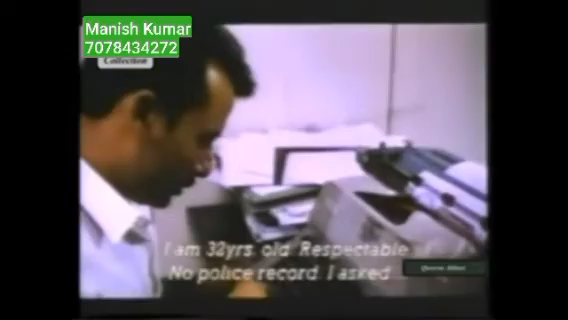 Manish Kumar
7078434272
Collection
I am 32yrs old Respectable
No police record I asked